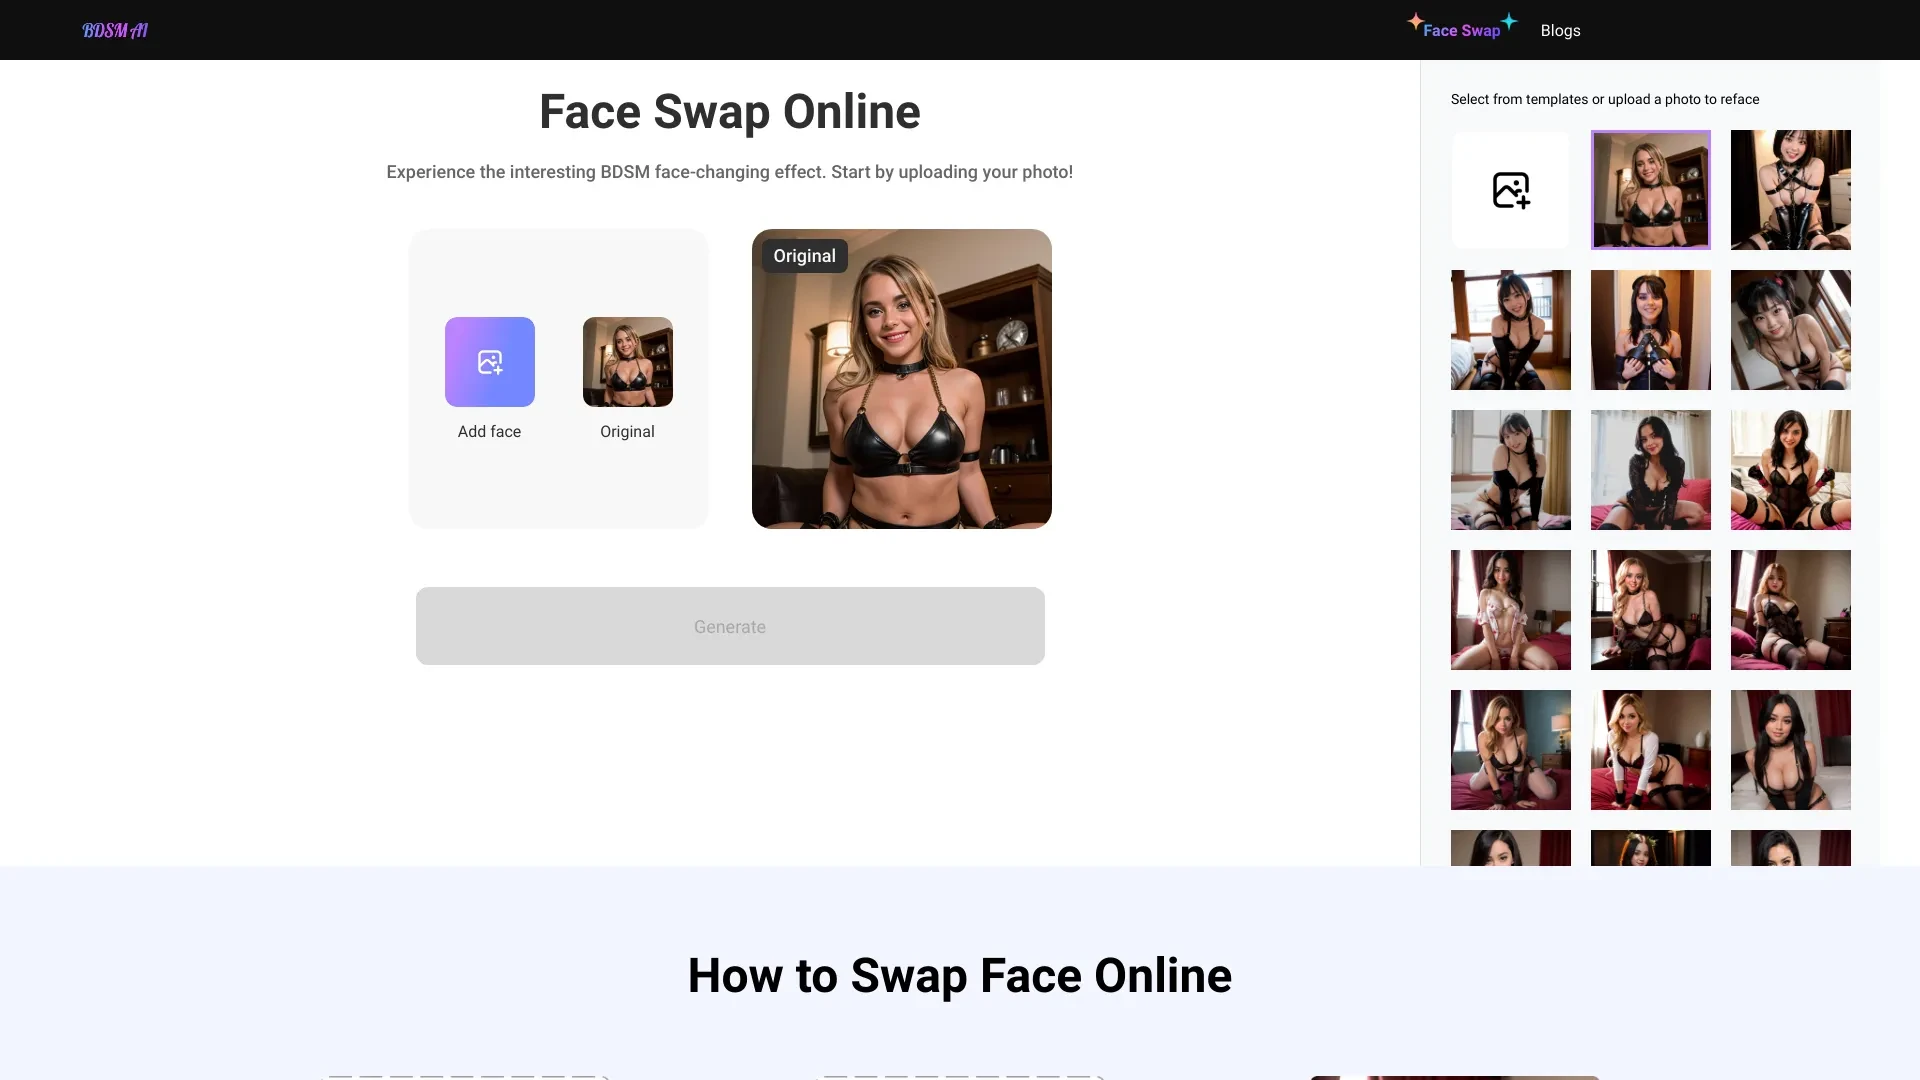 BDSM AI
Face Swap
Blogs
Face Swap Online
Experience the interesting BDSM face-changing effect. Start by uploading your photo!
Original
Add face
Original
Generate
Select from templates or upload a photo to reface
How to Swap Face Online